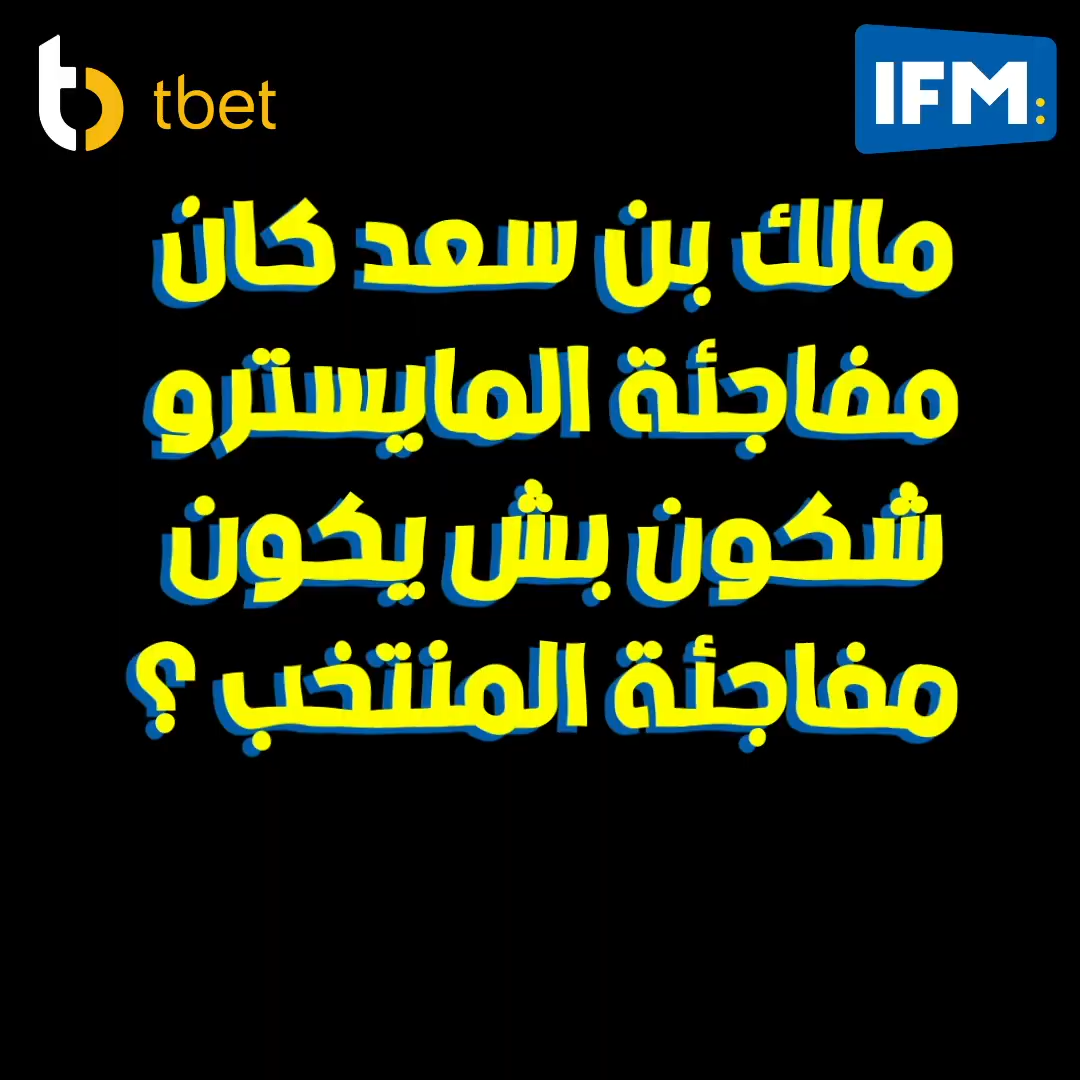 tbet
IFM:
مالك بن سعد كان
مفاجئة المايسترو
شكون بش يكون
مفاجئة المنتخب ؟